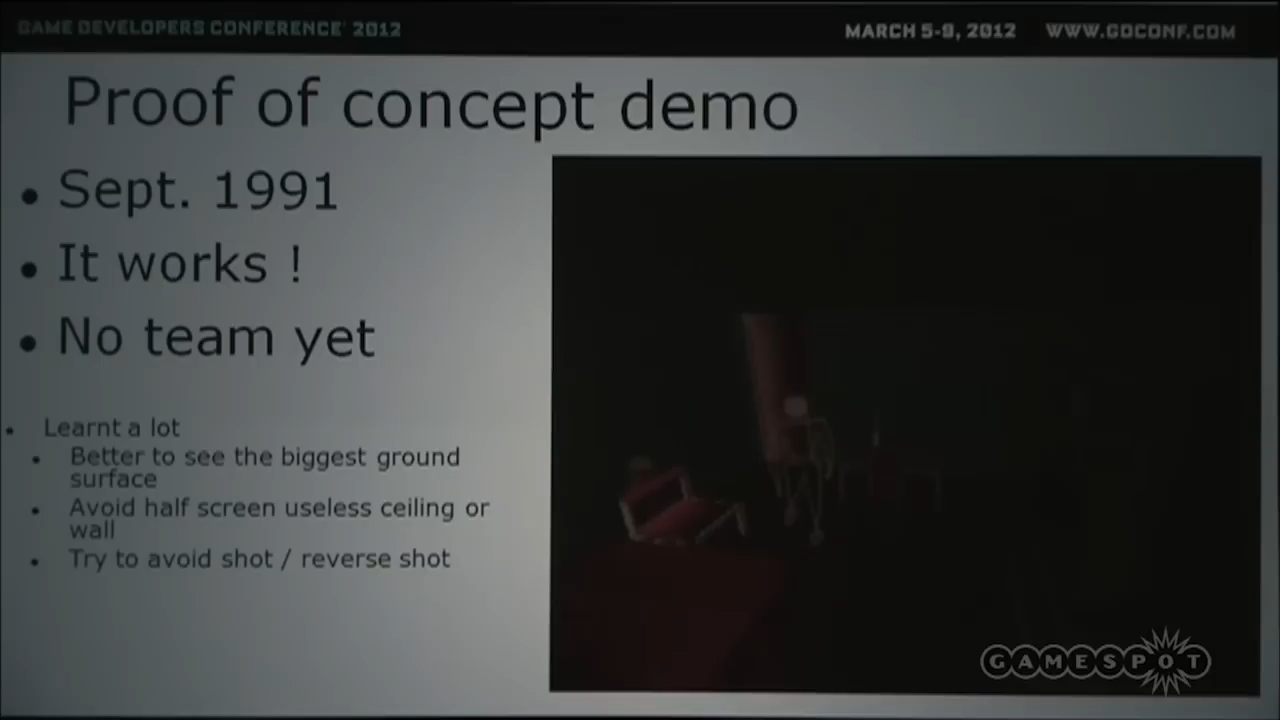 GAME DEVELOPERS CONFERENCE® 2012
MARCH 5-9, 2012 WWW.GDCONF.COM
Proof of concept demo
• Sept. 1991
• It works !
• No team yet
• Learnt a lot
• Better to see the biggest ground
surface
• Avoid half screen useless ceiling or
wall
• Try to avoid shot / reverse shot
GAMESPOT